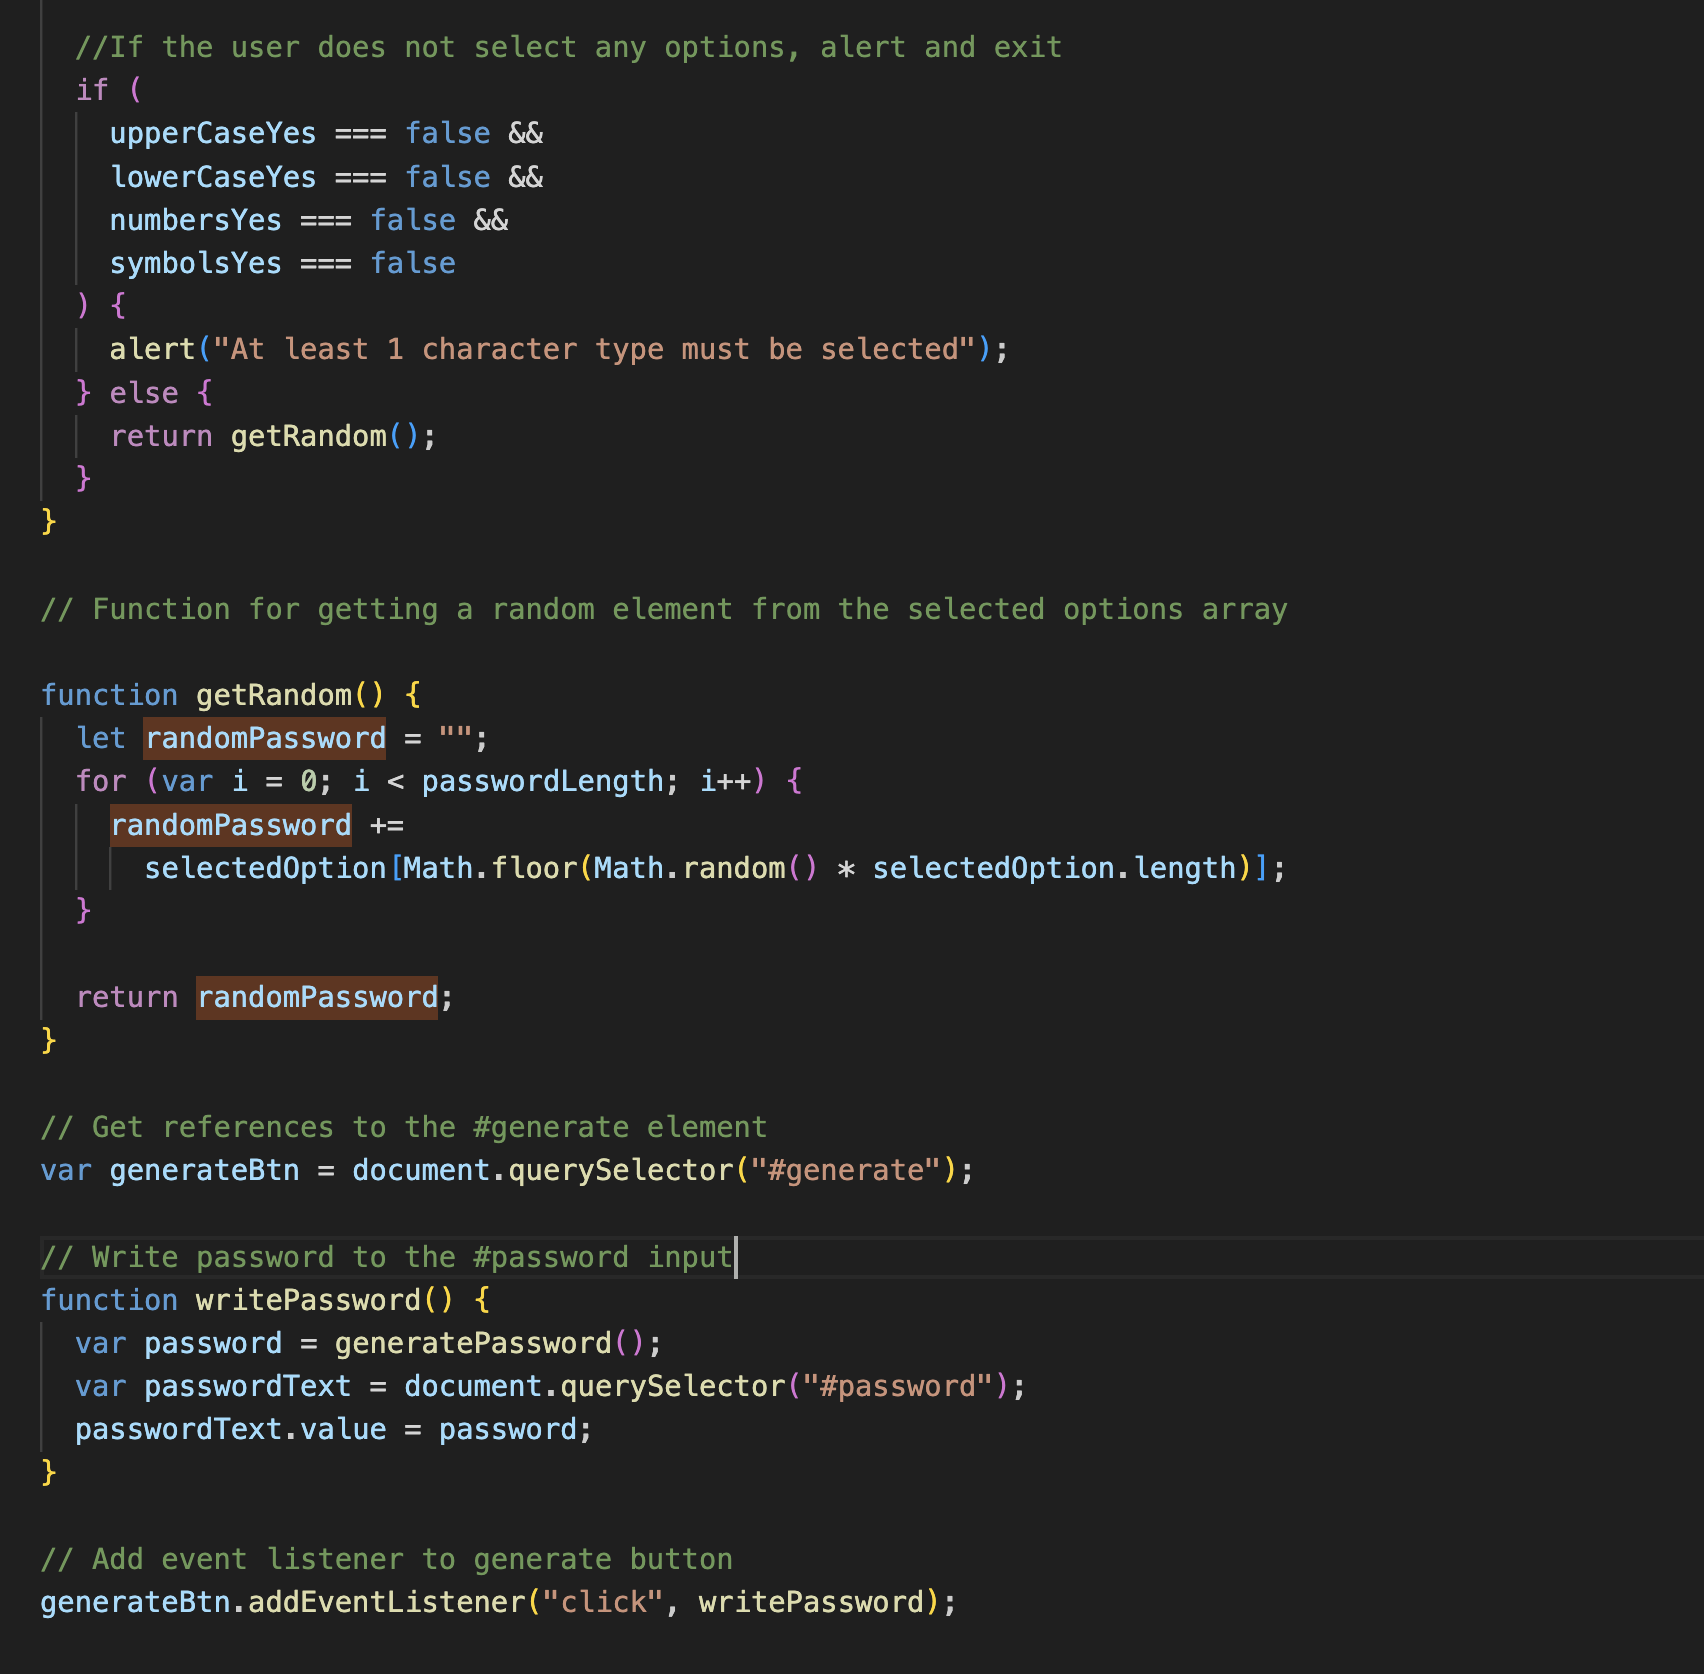 //If the user does not select any options, alert and exit
if (
upperCaseYes === false &&
lowerCaseYes === false &&
numbersYes === false &&
symbolsYes === false
) {
alert("At least 1 character type must be selected");
} else {
return getRandom();
}
}
// Function for getting a random element from the selected options array
function getRandom() {
let randomPassword = "";
for (var i = 0; i < passwordLength; i++) {
randomPassword +=
selectedOption[Math.floor(Math.random() * selectedOption.length)];
}
return randomPassword;
}
// Get references to the #generate element
var generateBtn = document.querySelector("#generate");
// Write password to the #password input
function writePassword() {
var password = generatePassword();
var passwordText = document.querySelector("#password");
passwordText.value = password;
}
// Add event listener to generate button
generateBtn.addEventListener("click", writePassword);